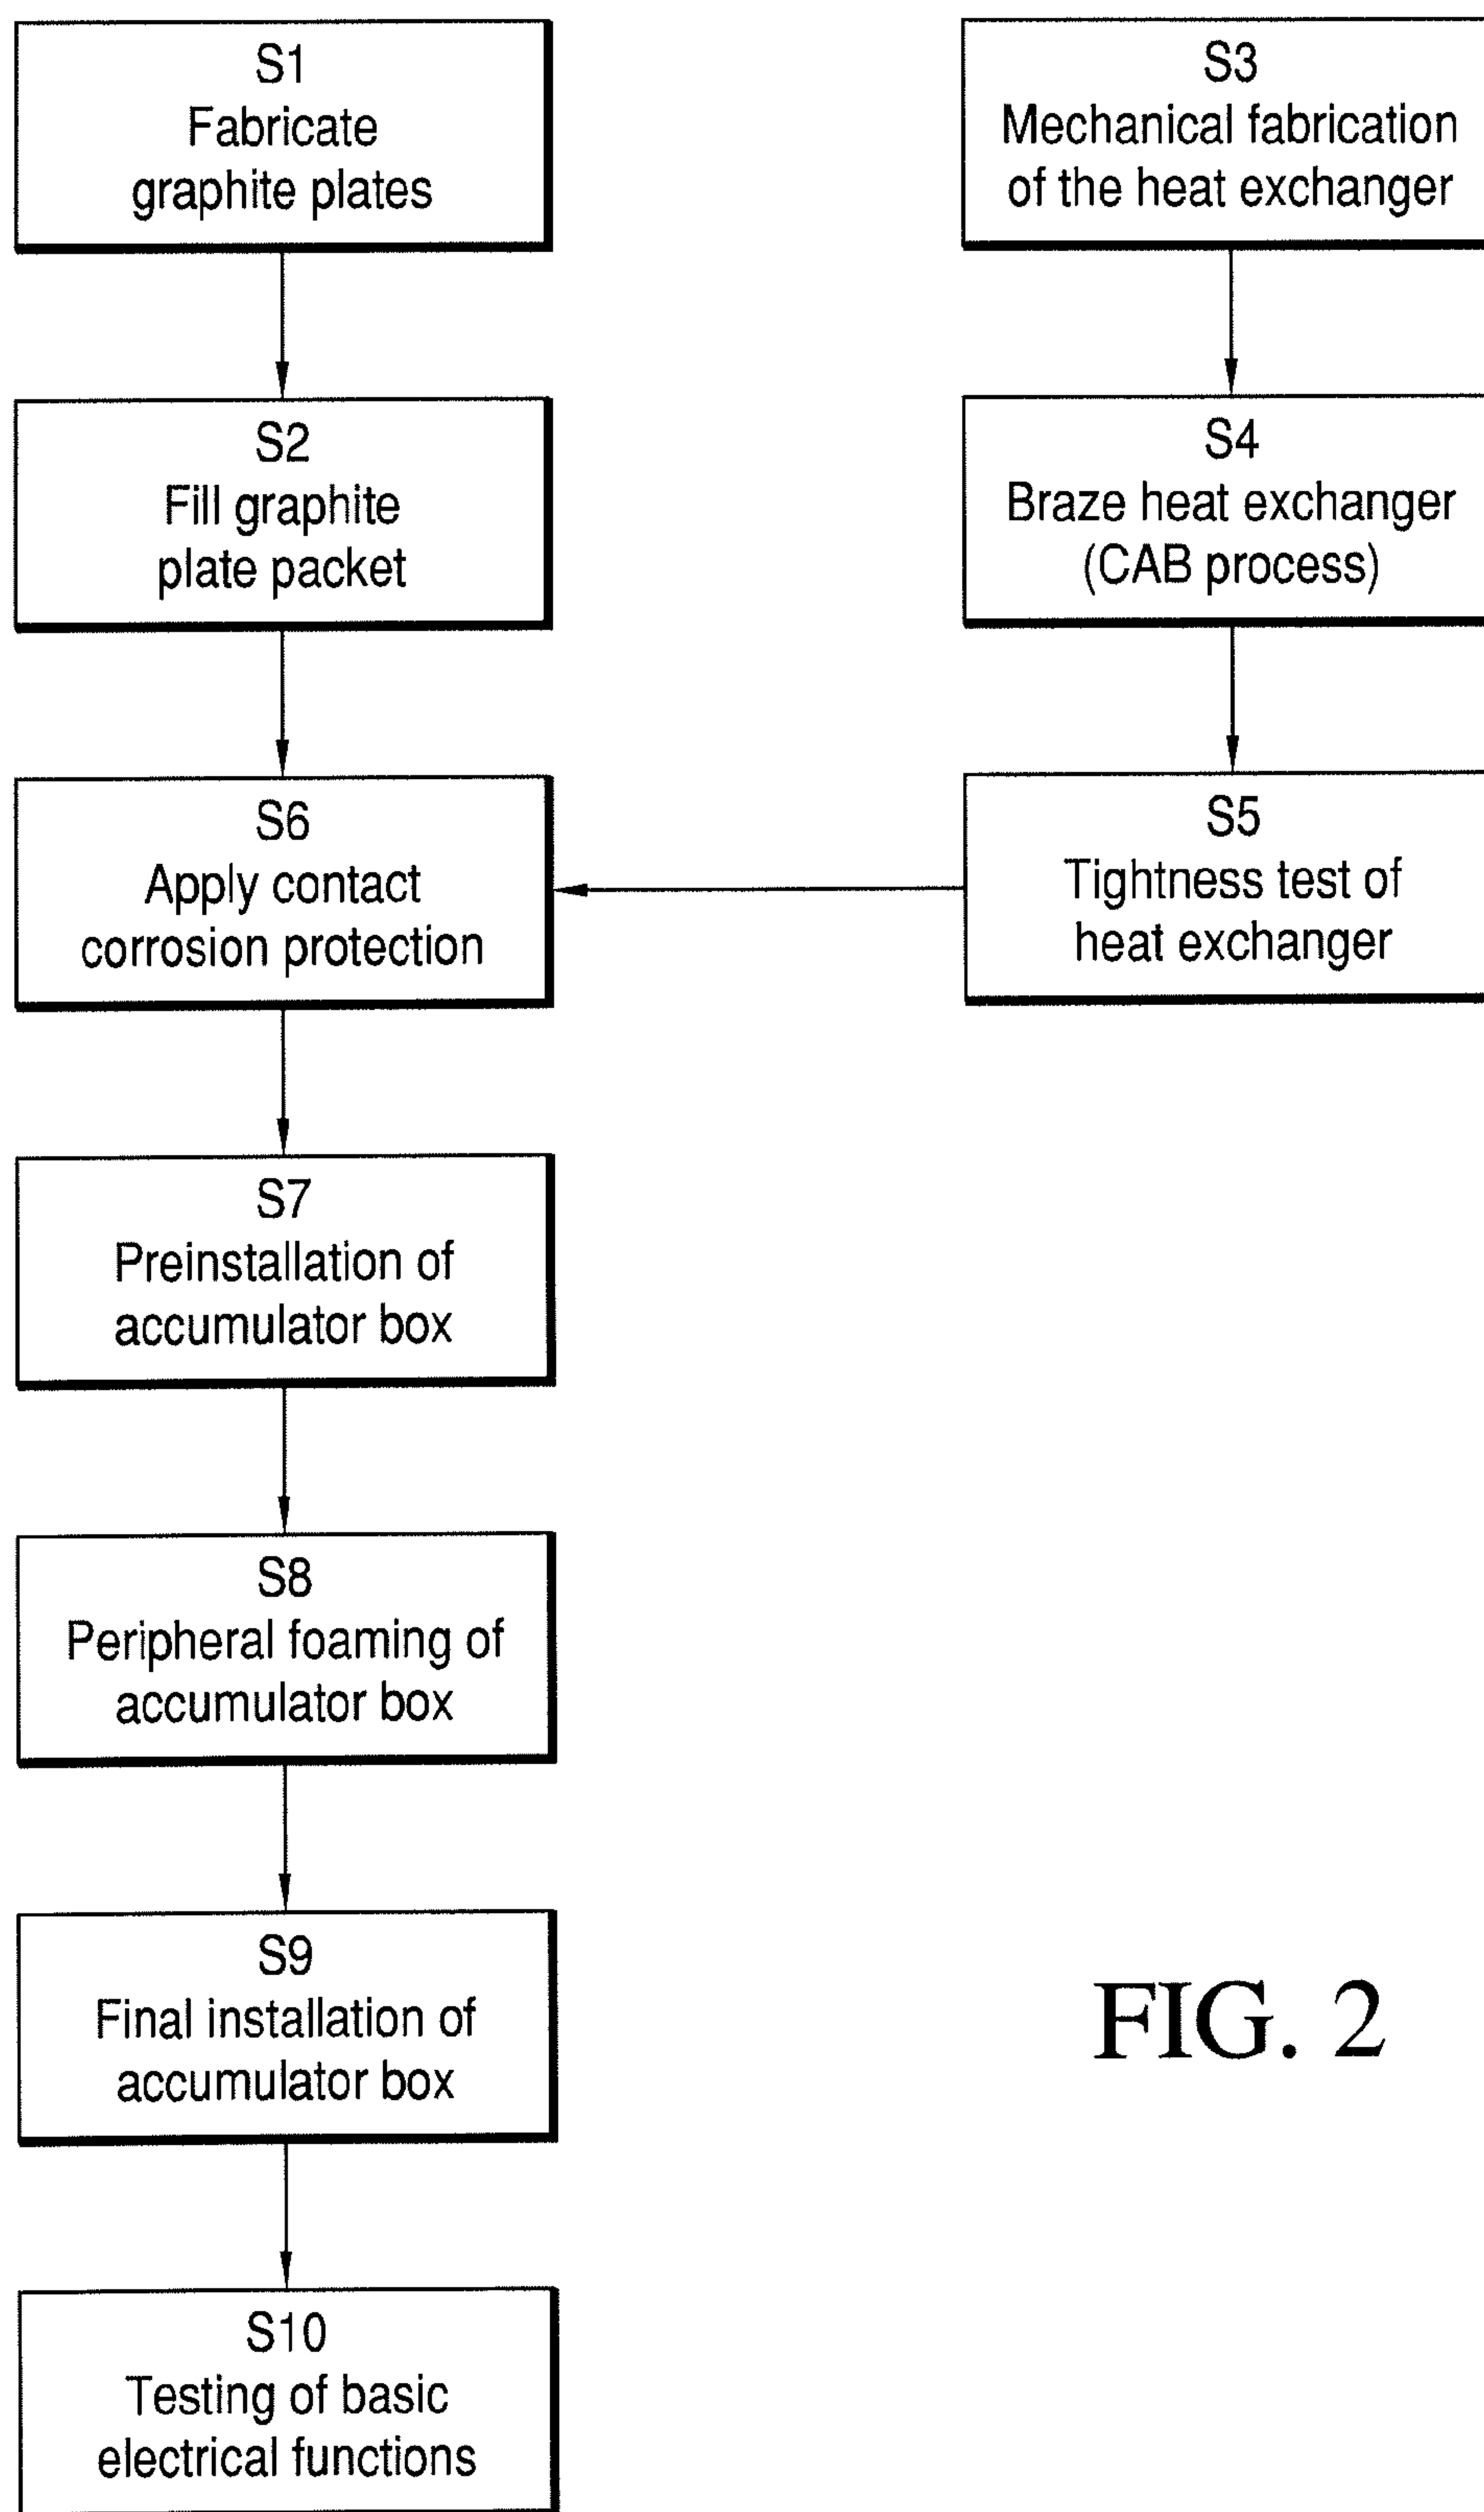 S1
Fabricate
graphite plates
S3
Mechanical fabrication
of the heat exchanger
S2
Fill graphite
plate packet
S4
Braze heat exchanger
(CAB process)
S6
Apply contact
corrosion protection
S5
Tightness test of
heat exchanger
S7
Preinstallation of
accumulator box
S8
Peripheral foaming of
accumulator box
S9
Final installation of
accumulator box
FIG. 2
S10
Testing of basic
electrical functions